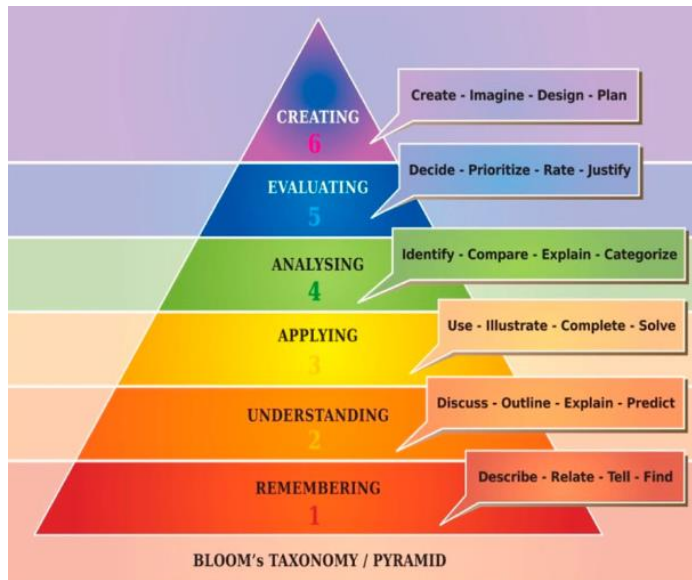 CREATING
6
Create - Imagine - Design - Plan
EVALUATING
5
Decide - Prioritize - Rate - Justify
ANALYSING
4
Identify - Compare - Explain - Categorize
APPLYING
3
Use - Illustrate - Complete - Solve
UNDERSTANDING
2
Discuss - Outline - Explain - Predict
REMEMBERING
1
Describe - Relate - Tell - Find
BLOOM's TAXONOMY / PYRAMID